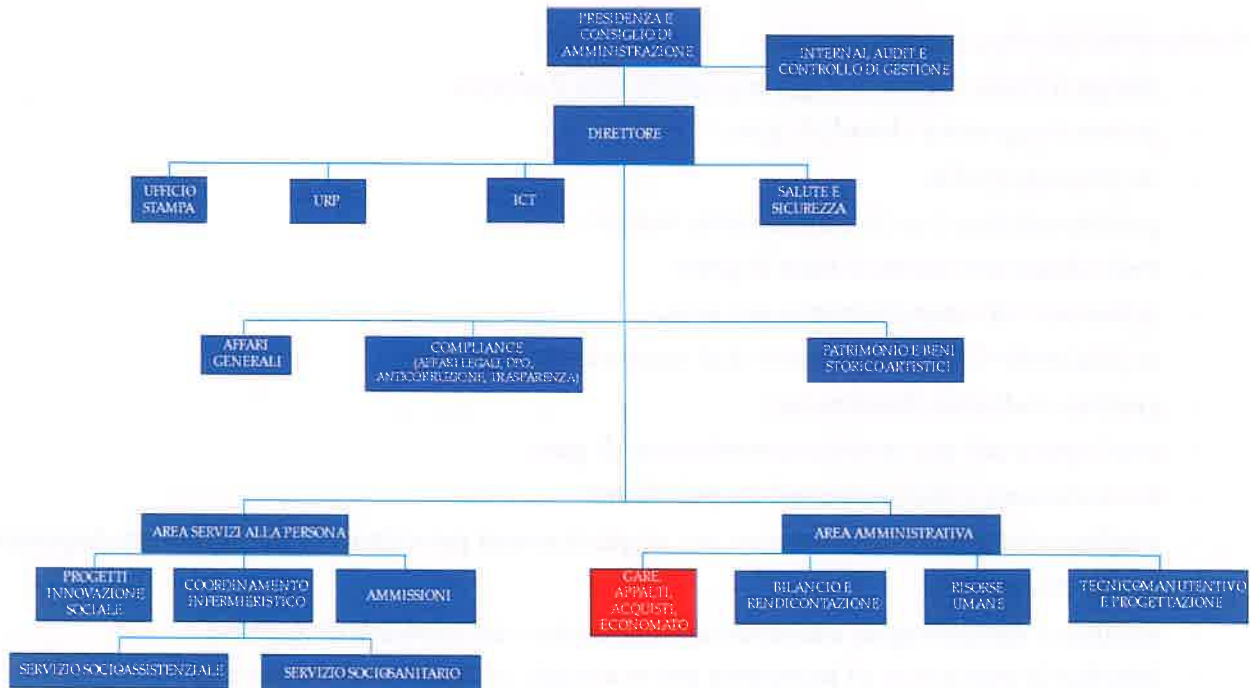 PRESIDENZA E
CONSIGLIO DI
AMMINISTRAZIONE
INTERNAL AUDIT E
CONTROLLO DI GESTIONE
DIRETTORE
UFFICIO
STAMPA
URP
ICT
SALUTE E
SICUREZZA
AFFARI
GENERALI
COMPLIANCE
(AFFARI LEGALI, DPO,
ANTICORRUZIONE, TRASPARENZA)
PATRIMONIO E BENI
STORICO ARTISTICI
AREA SERVIZI ALLA PERSONA
AREA AMMINISTRATIVA
PROGETTI
INNOVAZIONE
SOCIALE
COORDINAMENTO
INFERMIERISTICO
AMMISSIONI
GARE,
APPALTI,
ACQUISTI,
ECONOMATO
BILANCIO E
RENDICONTAZIONE
RISORSE
UMANE
TECNICOMANUTENTIVO
E PROGETTAZIONE
SERVIZIO SOCIOASSISTENZIALE
SERVIZIO SOCIOSANITARIO